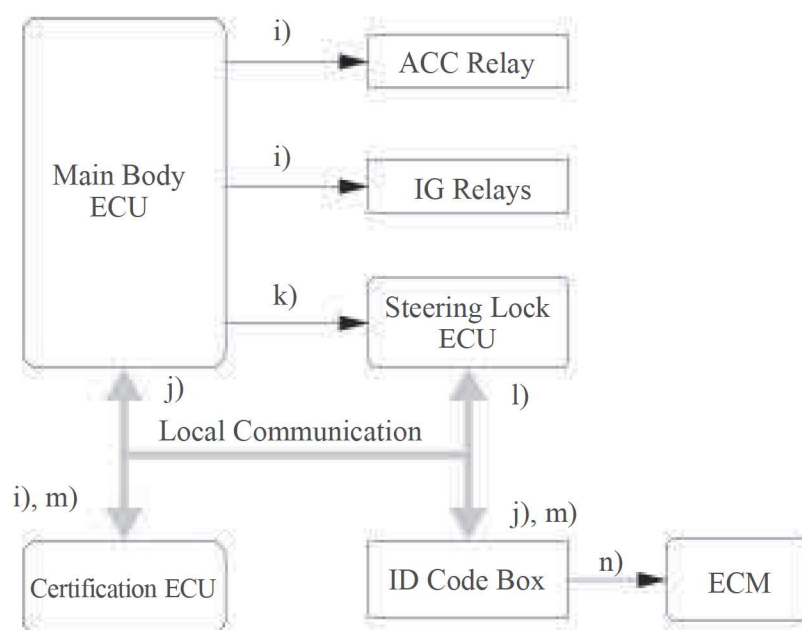 i)
ACC Relay
i)
Main Body
ECU
IG Relays
k)
Steering Lock
ECU
j)
l)
Local Communication
i), m)
j), m)
n)
Certification ECU
ID Code Box
ECM